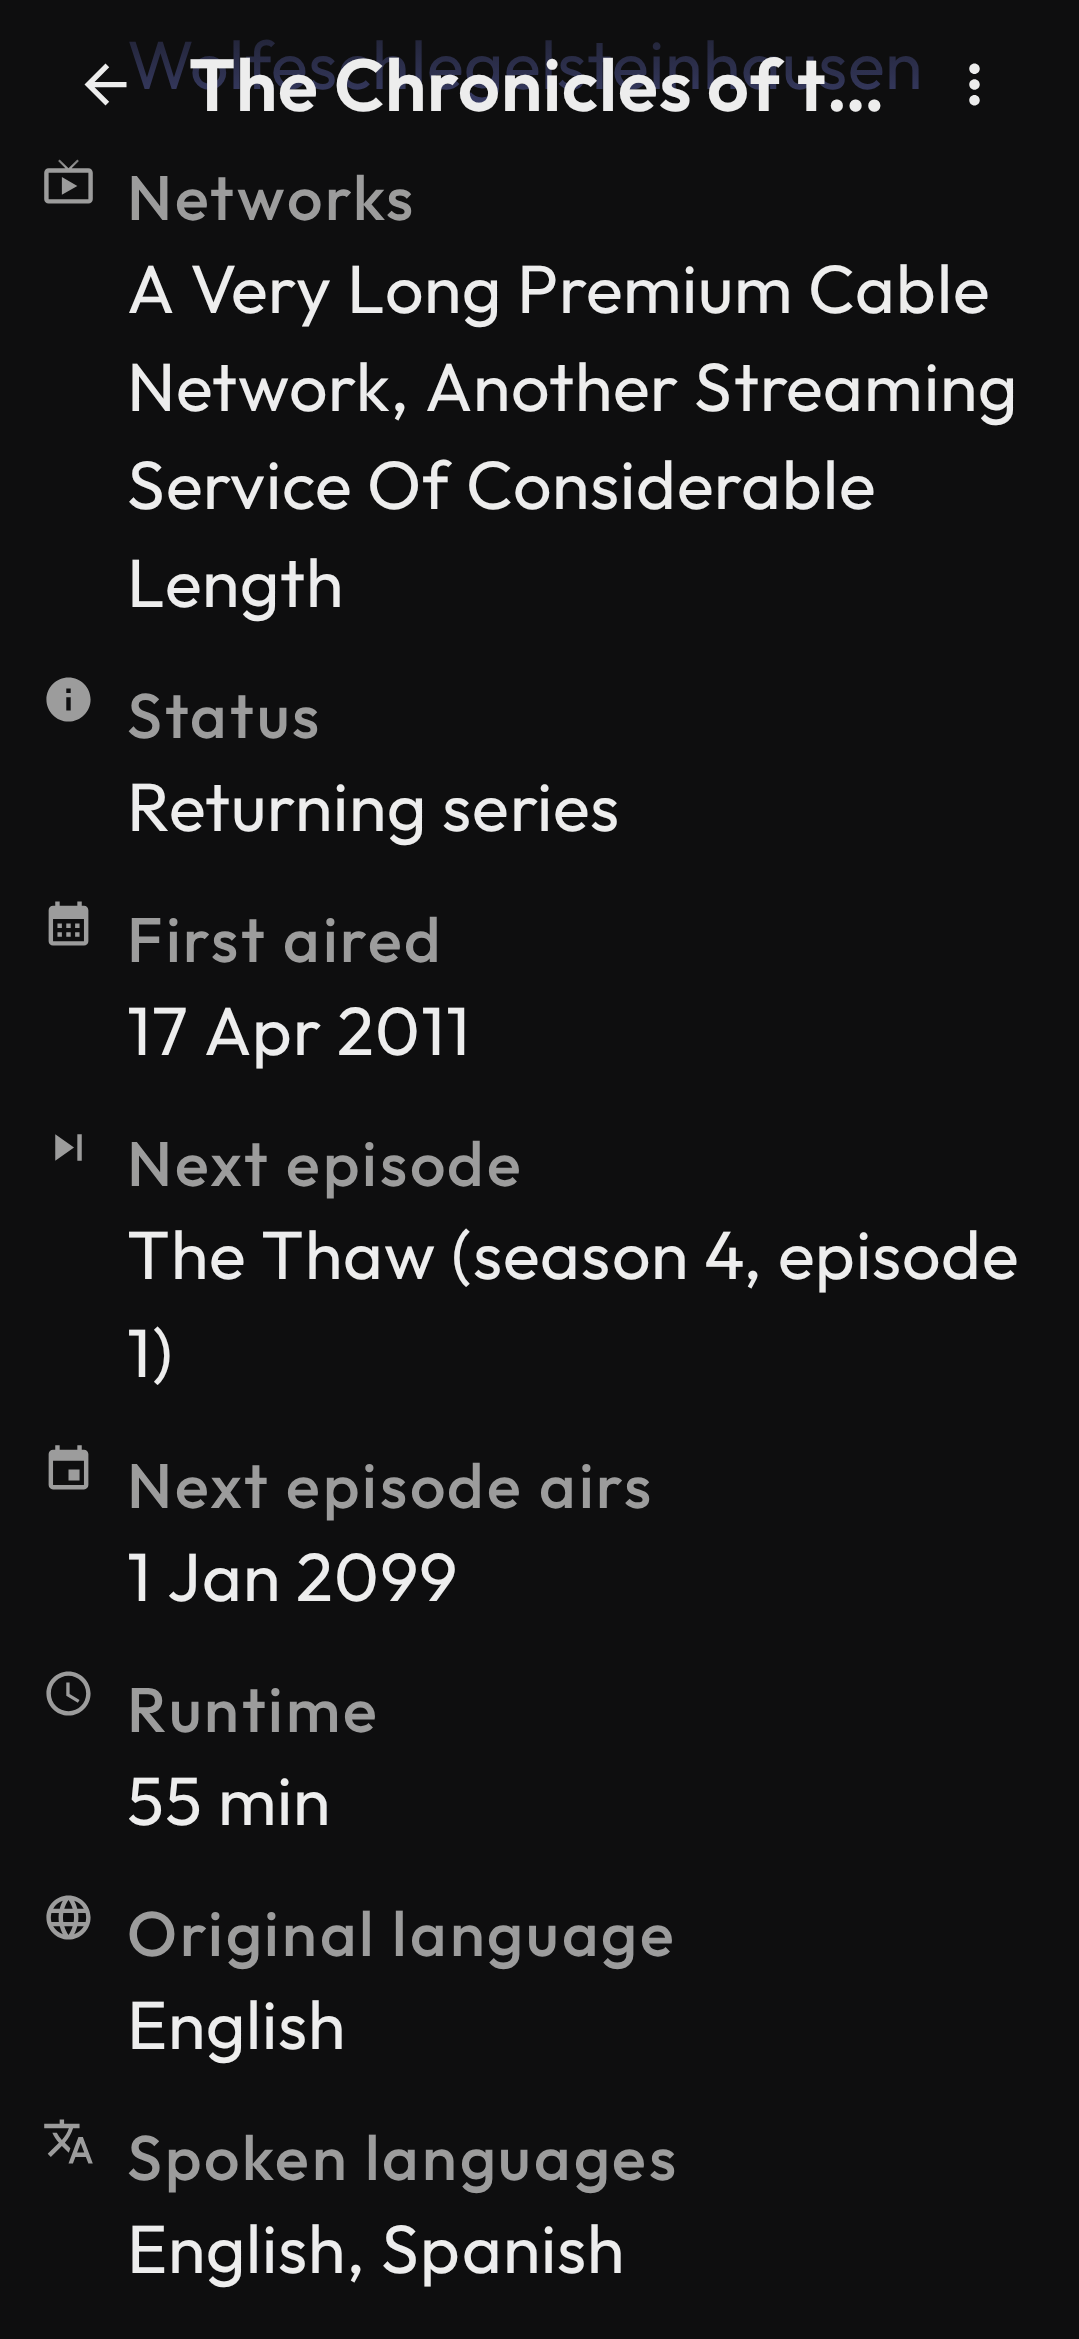 Wolfeschlegelsteinhausen
The Chronicles of t...
Networks
A Very Long Premium Cable
Network, Another Streaming
Service Of Considerable
Length
Status
Returning series
First aired
17 Apr 2011
Next episode
The Thaw (season 4, episode
1)
Next episode airs
1 Jan 2099
Runtime
55 min
Original language
English
Spoken languages
English, Spanish